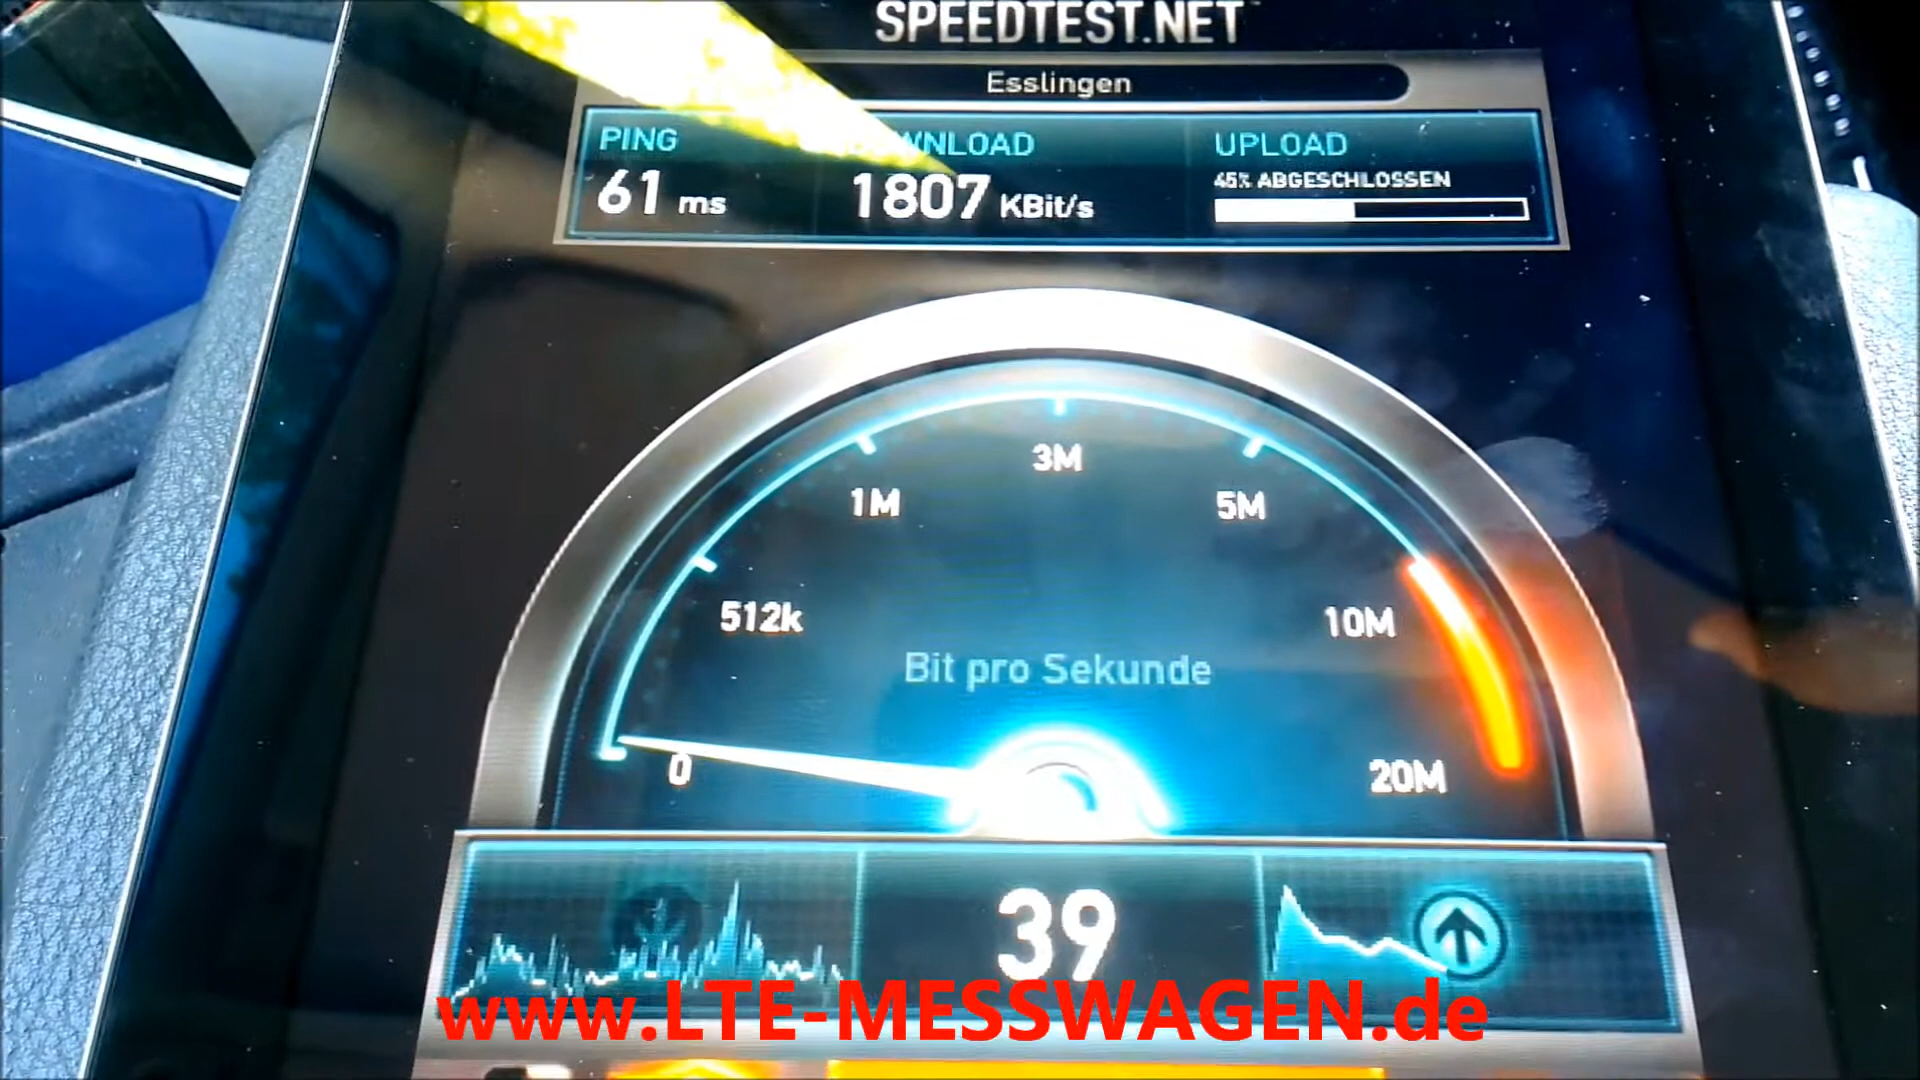 SPEEDTEST.NET
Esslingen
PING
61 ms
WNLOAD
1807 KBit/s
UPLOAD
45% ABGESCHLOSSEN
3M
1M
5M
512k
10M
Bit pro Sekunde
0
20M
39
www.LTE-MESSWAGEN.de